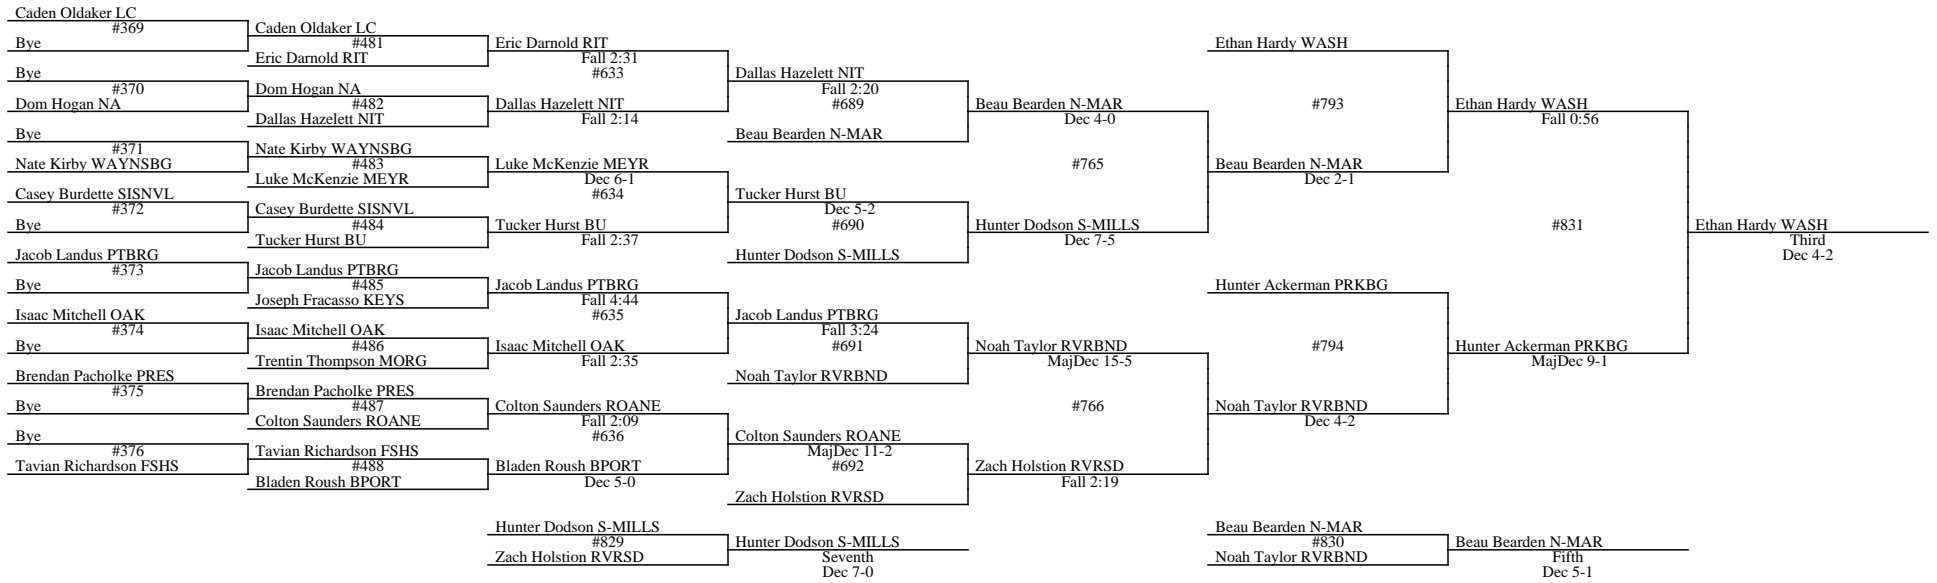 Caden Oldaker LC
#369
Bye
Bye
#370
Dom Hogan NA
Bye
#371
Nate Kirby WAYNSBG
Casey Burdette SISNVL
#372
Bye
Jacob Landus PTBRG
#373
Bye
Isaac Mitchell OAK
#374
Bye
Brendan Pacholke PRES
#375
Bye
Bye
#376
Tavian Richardson FSHS
Caden Oldaker LC
#481
Eric Darnold RIT
Dom Hogan NA
#482
Dallas Hazelett NIT
Nate Kirby WAYNSBG
#483
Luke McKenzie MEYR
Casey Burdette SISNVL
#484
Tucker Hurst BU
Jacob Landus PTBRG
#485
Joseph Fracasso KEYS
Isaac Mitchell OAK
#486
Trentin Thompson MORG
Brendan Pacholke PRES
#487
Colton Saunders ROANE
Tavian Richardson FSHS
#488
Bladen Roush BPORT
Eric Darnold RIT
Fall 2:31
#633
Dallas Hazelett NIT
Fall 2:14
Luke McKenzie MEYR
Dec 6-1
#634
Tucker Hurst BU
Fall 2:37
Jacob Landus PTBRG
Fall 4:44
#635
Isaac Mitchell OAK
Fall 2:35
Colton Saunders ROANE
Fall 2:09
#636
Bladen Roush BPORT
Dec 5-0
Dallas Hazelett NIT
Fall 2:20
#689
Beau Bearden N-MAR
Tucker Hurst BU
Dec 5-2
#690
Hunter Dodson S-MILLS
Jacob Landus PTBRG
Fall 3:24
#691
Noah Taylor RVRBND
Colton Saunders ROANE
MajDec 11-2
#692
Zach Holstion RVRSD
Beau Bearden N-MAR
Dec 4-0
#765
Hunter Dodson S-MILLS
Dec 7-5
Noah Taylor RVRBND
MajDec 15-5
#766
Zach Holstion RVRSD
Fall 2:19
Ethan Hardy WASH
#793
Beau Bearden N-MAR
Dec 2-1
Hunter Ackerman PRKBG
#794
Noah Taylor RVRBND
Dec 4-2
Ethan Hardy WASH
Fall 0:56
#831
Hunter Ackerman PRKBG
MajDec 9-1
Ethan Hardy WASH
Third
Dec 4-2
Hunter Dodson S-MILLS
#829
Zach Holstion RVRSD
Hunter Dodson S-MILLS
Seventh
Dec 7-0
Beau Bearden N-MAR
#830
Noah Taylor RVRBND
Beau Bearden N-MAR
Fifth
Dec 5-1